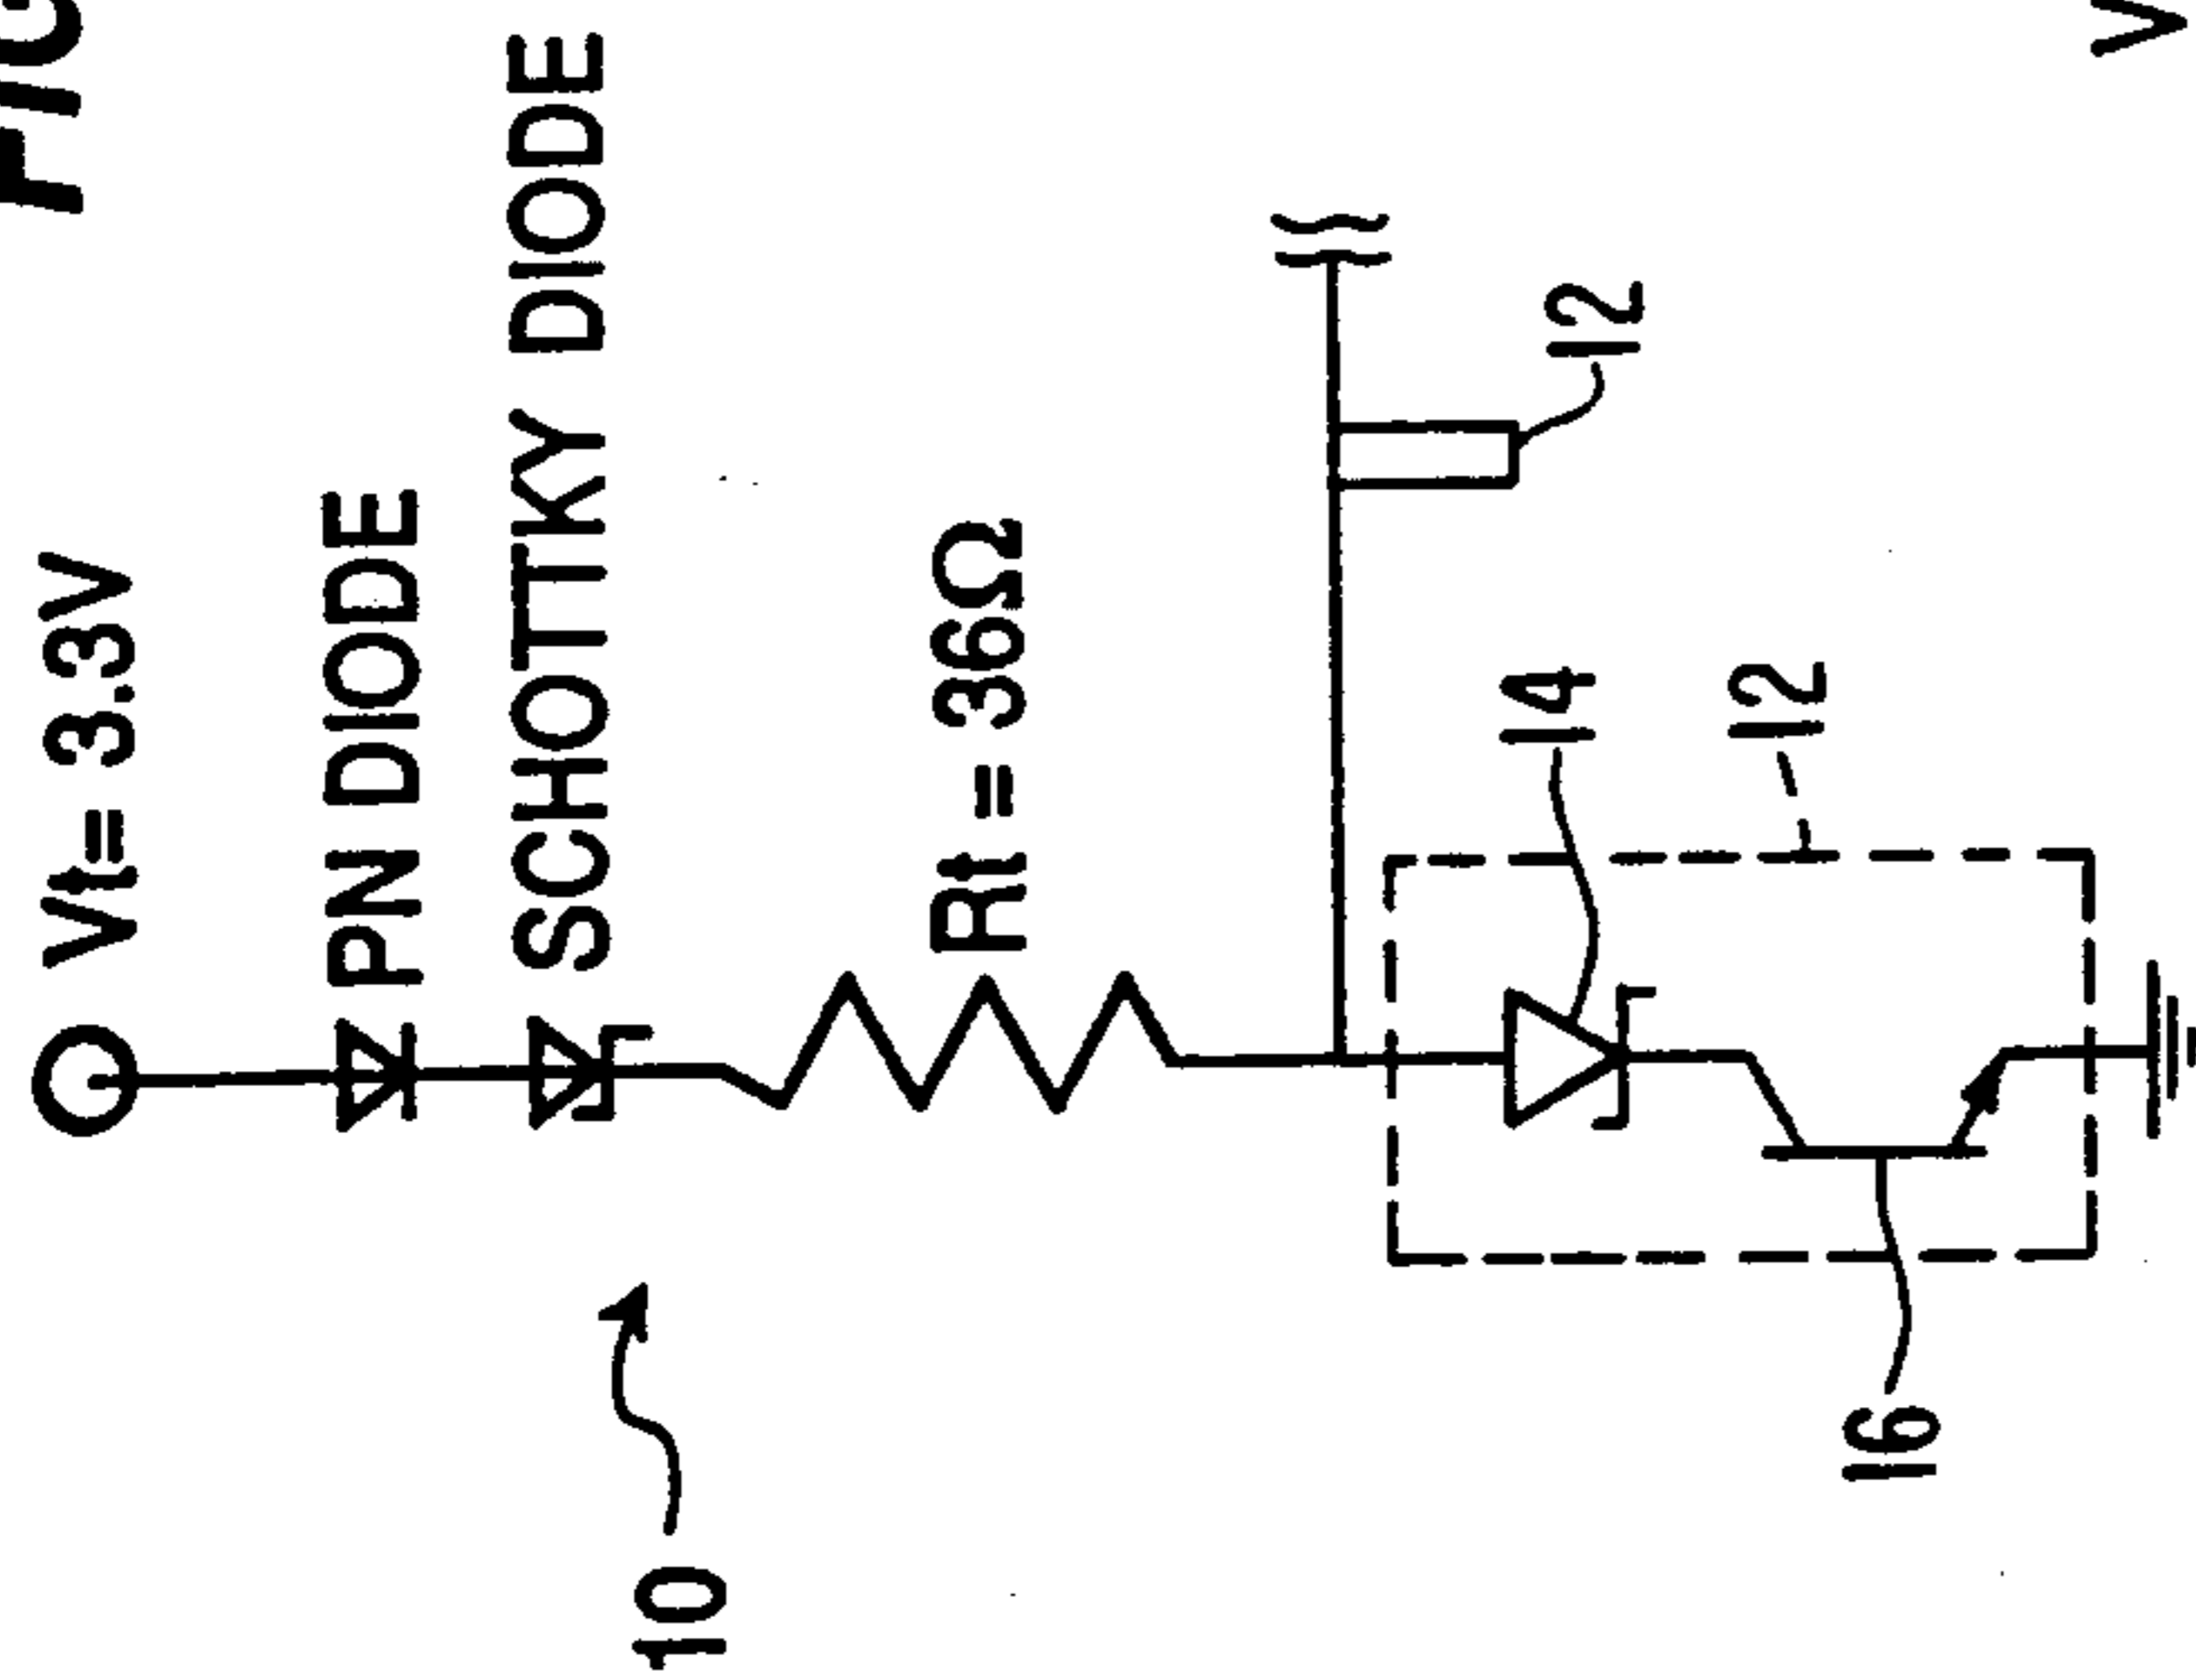 Vt= 3.3V
PN DIODE
SCHOTTKY DIODE
Rt = 36Ω
10
12
14
12
16
V